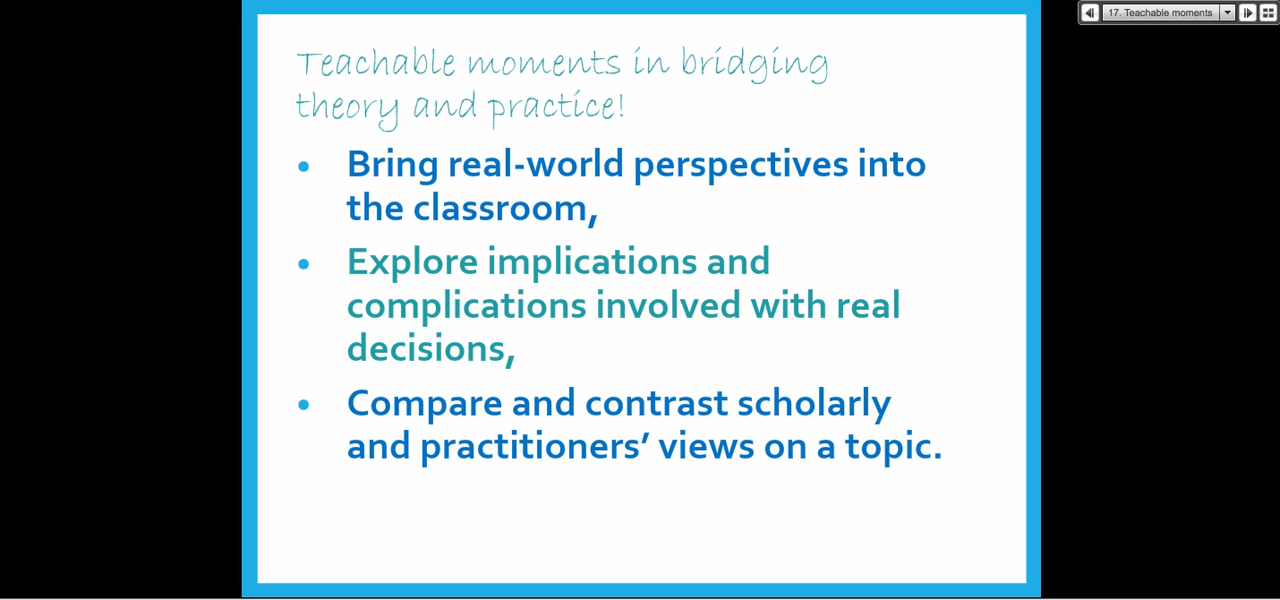 17. Teachable moments
Teachable moments in bridging
theory and practice!
• Bring real-world perspectives into
the classroom,
• Explore implications and
complications involved with real
decisions,
• Compare and contrast scholarly
and practitioners’ views on a topic.